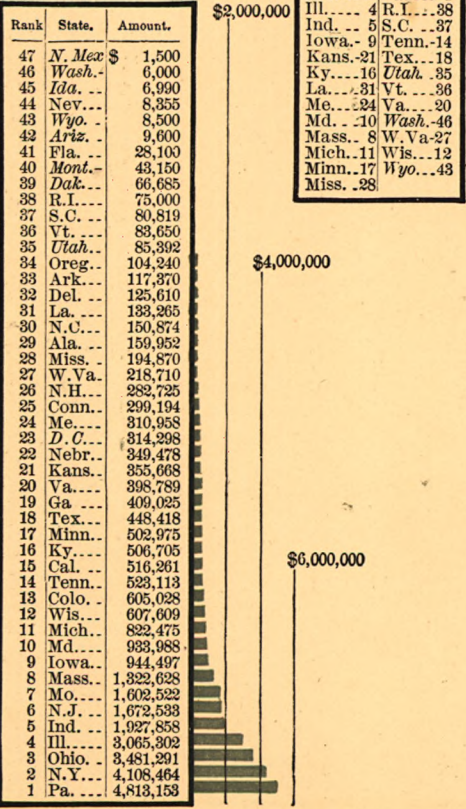 Rank State. Amount.
47 N. Mex $ 1,500
46 Wash.- 6,000
45 Ida. .. 6,990
44 Nev... 8,355
43 Wyo. . 8,500
42 Ariz. . 9,600
41 Fla. .. 28,100
40 Mont.- 43,150
39 Dak... 66,685
38 R.I.... 75,000
37 S.C. .. 80,819
36 Vt. ... 83,650
35 Utah.. 85,392
34 Oreg.. 104,240
33 Ark... 117,370
32 Del. .. 125,610
31 La. ... 133,265
30 N.C... 150,874
29 Ala. .. 159,952
28 Miss. . 194,870
27 W.Va. 218,710
26 N.H... 282,725
25 Conn.. 299,194
24 Me.... 310,958
23 D.C... 314,298
22 Nebr.. 349,478
21 Kans.. 355,668
20 Va.... 398,789
19 Ga ... 409,025
18 Tex... 448,418
17 Minn.. 502,975
16 Ky.... 506,705
15 Cal. .. 516,261
14 Tenn.. 523,113
13 Colo. . 605,028
12 Wis... 607,609
11 Mich.. 822,475
10 Md.... 933,988
9 Iowa.. 944,497
8 Mass.. 1,322,628
7 Mo.... 1,602,522
6 N.J. .. 1,672,533
5 Ind. .. 1,927,858
4 Ill..... 3,065,302
3 Ohio. . 3,481,291
2 N.Y... 4,108,464
1 Pa. ... 4,813,153
$2,000,000
$4,000,000
$6,000,000
Ill.... 4 R.I. ..38
Ind. .. 5 S.C. ..37
Iowa.- 9 Tenn.-14
Kans.-21 Tex...18
Ky....16 Utah. .35
La....31 Vt. ...36
Me....24 Va....20
Md. ..10 Wash.-46
Mass.. 8 W.Va-27
Mich..11 Wis...12
Minn..17 Wyo...43
Miss. .28